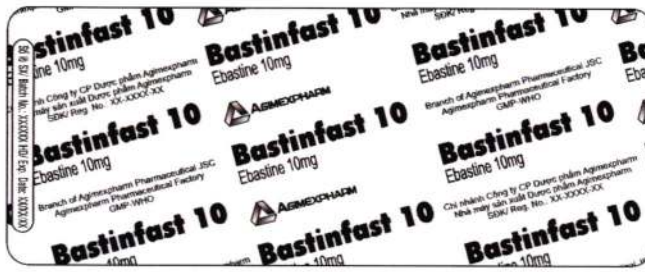 Số lô SX/ Batch No.: XXXXXX HD/ Exp. Date: XX/XX/XX
Bastinfast 10
Ebastine 10mg
AGIMEXPHARM
Bastinfast 10
Ebastine 10mg
Chi nhánh Công ty CP Dược phẩm Agimexpharm
Nhà máy sản xuất Dược phẩm Agimexpharm
SĐK/ Reg. No.: XX-XXXX-XX
AGIMEXPHARM
Bastinfast 10
Ebastine 10mg
Branch of Agimexpharm Pharmaceutical JSC
Agimexpharm Pharmaceutical Factory
GMP-WHO
Bastinfast 10
Ebastine 10mg
Branch of Agimexpharm Pharmaceutical JSC
Agimexpharm Pharmaceutical Factory
GMP-WHO
Bastinfast 10
Ebastine 10mg
AGIMEXPHARM
Bastinfast 10
Ebastine 10mg
Chi nhánh Công ty CP Dược phẩm Agimexpharm
Nhà máy sản xuất Dược phẩm Agimexpharm
SĐK/ Reg. No.: XX-XXXX-XX
Bastinfast 10
10mg
Bastinfast 10
10mg
Bastinfast 10